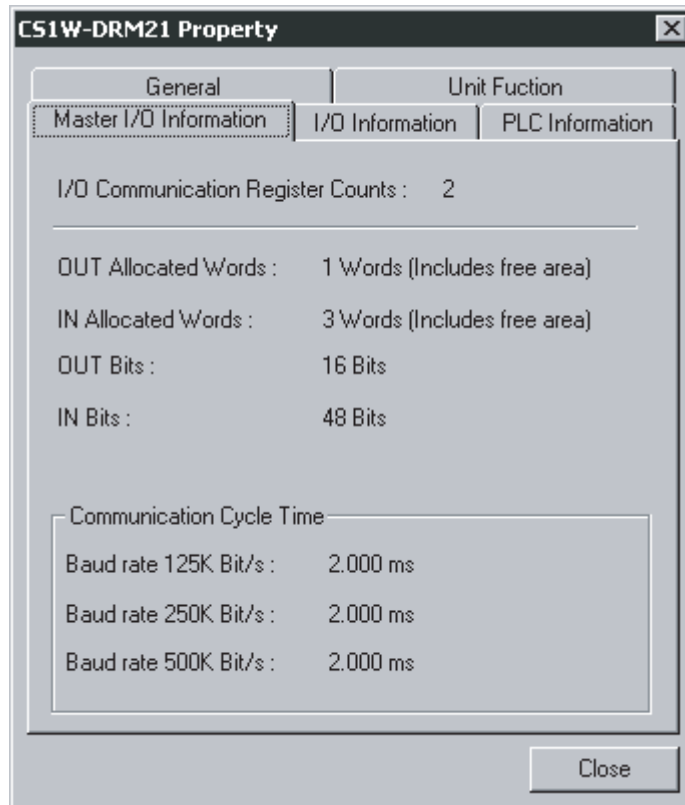 CS1W-DRM21 Property
General Unit Fuction
Master I/O Information I/O Information PLC Information
I/O Communication Register Counts : 2
OUT Allocated Words : 1 Words (Includes free area)
IN Allocated Words : 3 Words (Includes free area)
OUT Bits : 16 Bits
IN Bits : 48 Bits
Communication Cycle Time
Baud rate 125K Bit/s : 2.000 ms
Baud rate 250K Bit/s : 2.000 ms
Baud rate 500K Bit/s : 2.000 ms
Close